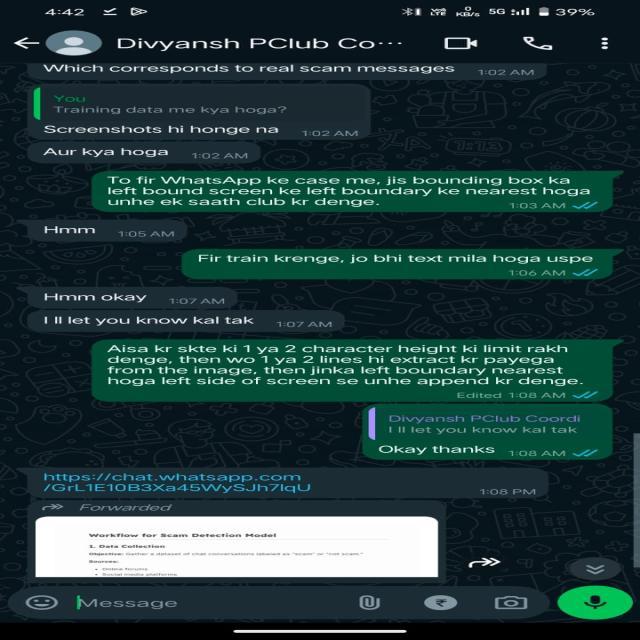 4:42
VoO LTE 0 KB/s 5G 39%
Divyansh PClub Co···
Which corresponds to real scam messages 1:02 AM
You
Training data me kya hoga?
Screenshots hi honge na 1:02 AM
Aur kya hoga 1:02 AM
To fir WhatsApp ke case me, jis bounding box ka
left bound screen ke left boundary ke nearest hoga
unhe ek saath club kr denge. 1:03 AM
Hmm 1:05 AM
Fir train krenge, jo bhi text mila hoga uspe
1:06 AM
Hmm okay 1:07 AM
I ll let you know kal tak 1:07 AM
Aisa kr skte ki 1 ya 2 character height ki limit rakh
denge, then wo 1 ya 2 lines hi extract kr payega
from the image, then jinka left boundary nearest
hoga left side of screen se unhe append kr denge.
Edited 1:08 AM
Divyansh PClub Coordi
I ll let you know kal tak
Okay thanks 1:08 AM
https://chat.whatsapp.com
/GrL1E10B3Xa45WySJh7IqU 1:08 PM
Forwarded
Workflow for Scam Detection Model
1. Data Collection
Objective: Gather a dataset of chat conversations labeled as "scam" or "not scam."
Sources:
• Online forums
• Social media platforms
Message